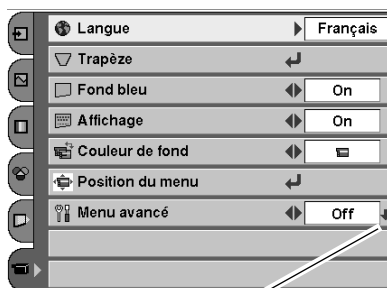 Langue Français
Trapèze
Fond bleu On
Affichage On
Couleur de fond
Position du menu
Menu avancé Off